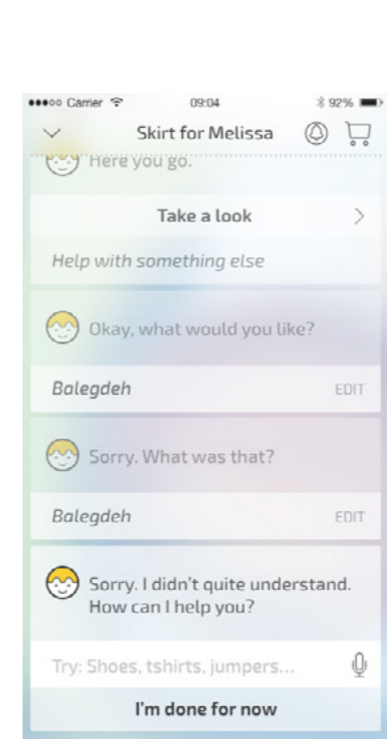 Carrier 09:04 92%
Skirt for Melissa
Here you go.
Take a look
Help with something else
Okay, what would you like?
Balegdeh EDIT
Sorry. What was that?
Balegdeh EDIT
Sorry. I didn't quite understand.
How can I help you?
Try: Shoes, tshirts, jumpers...
I'm done for now